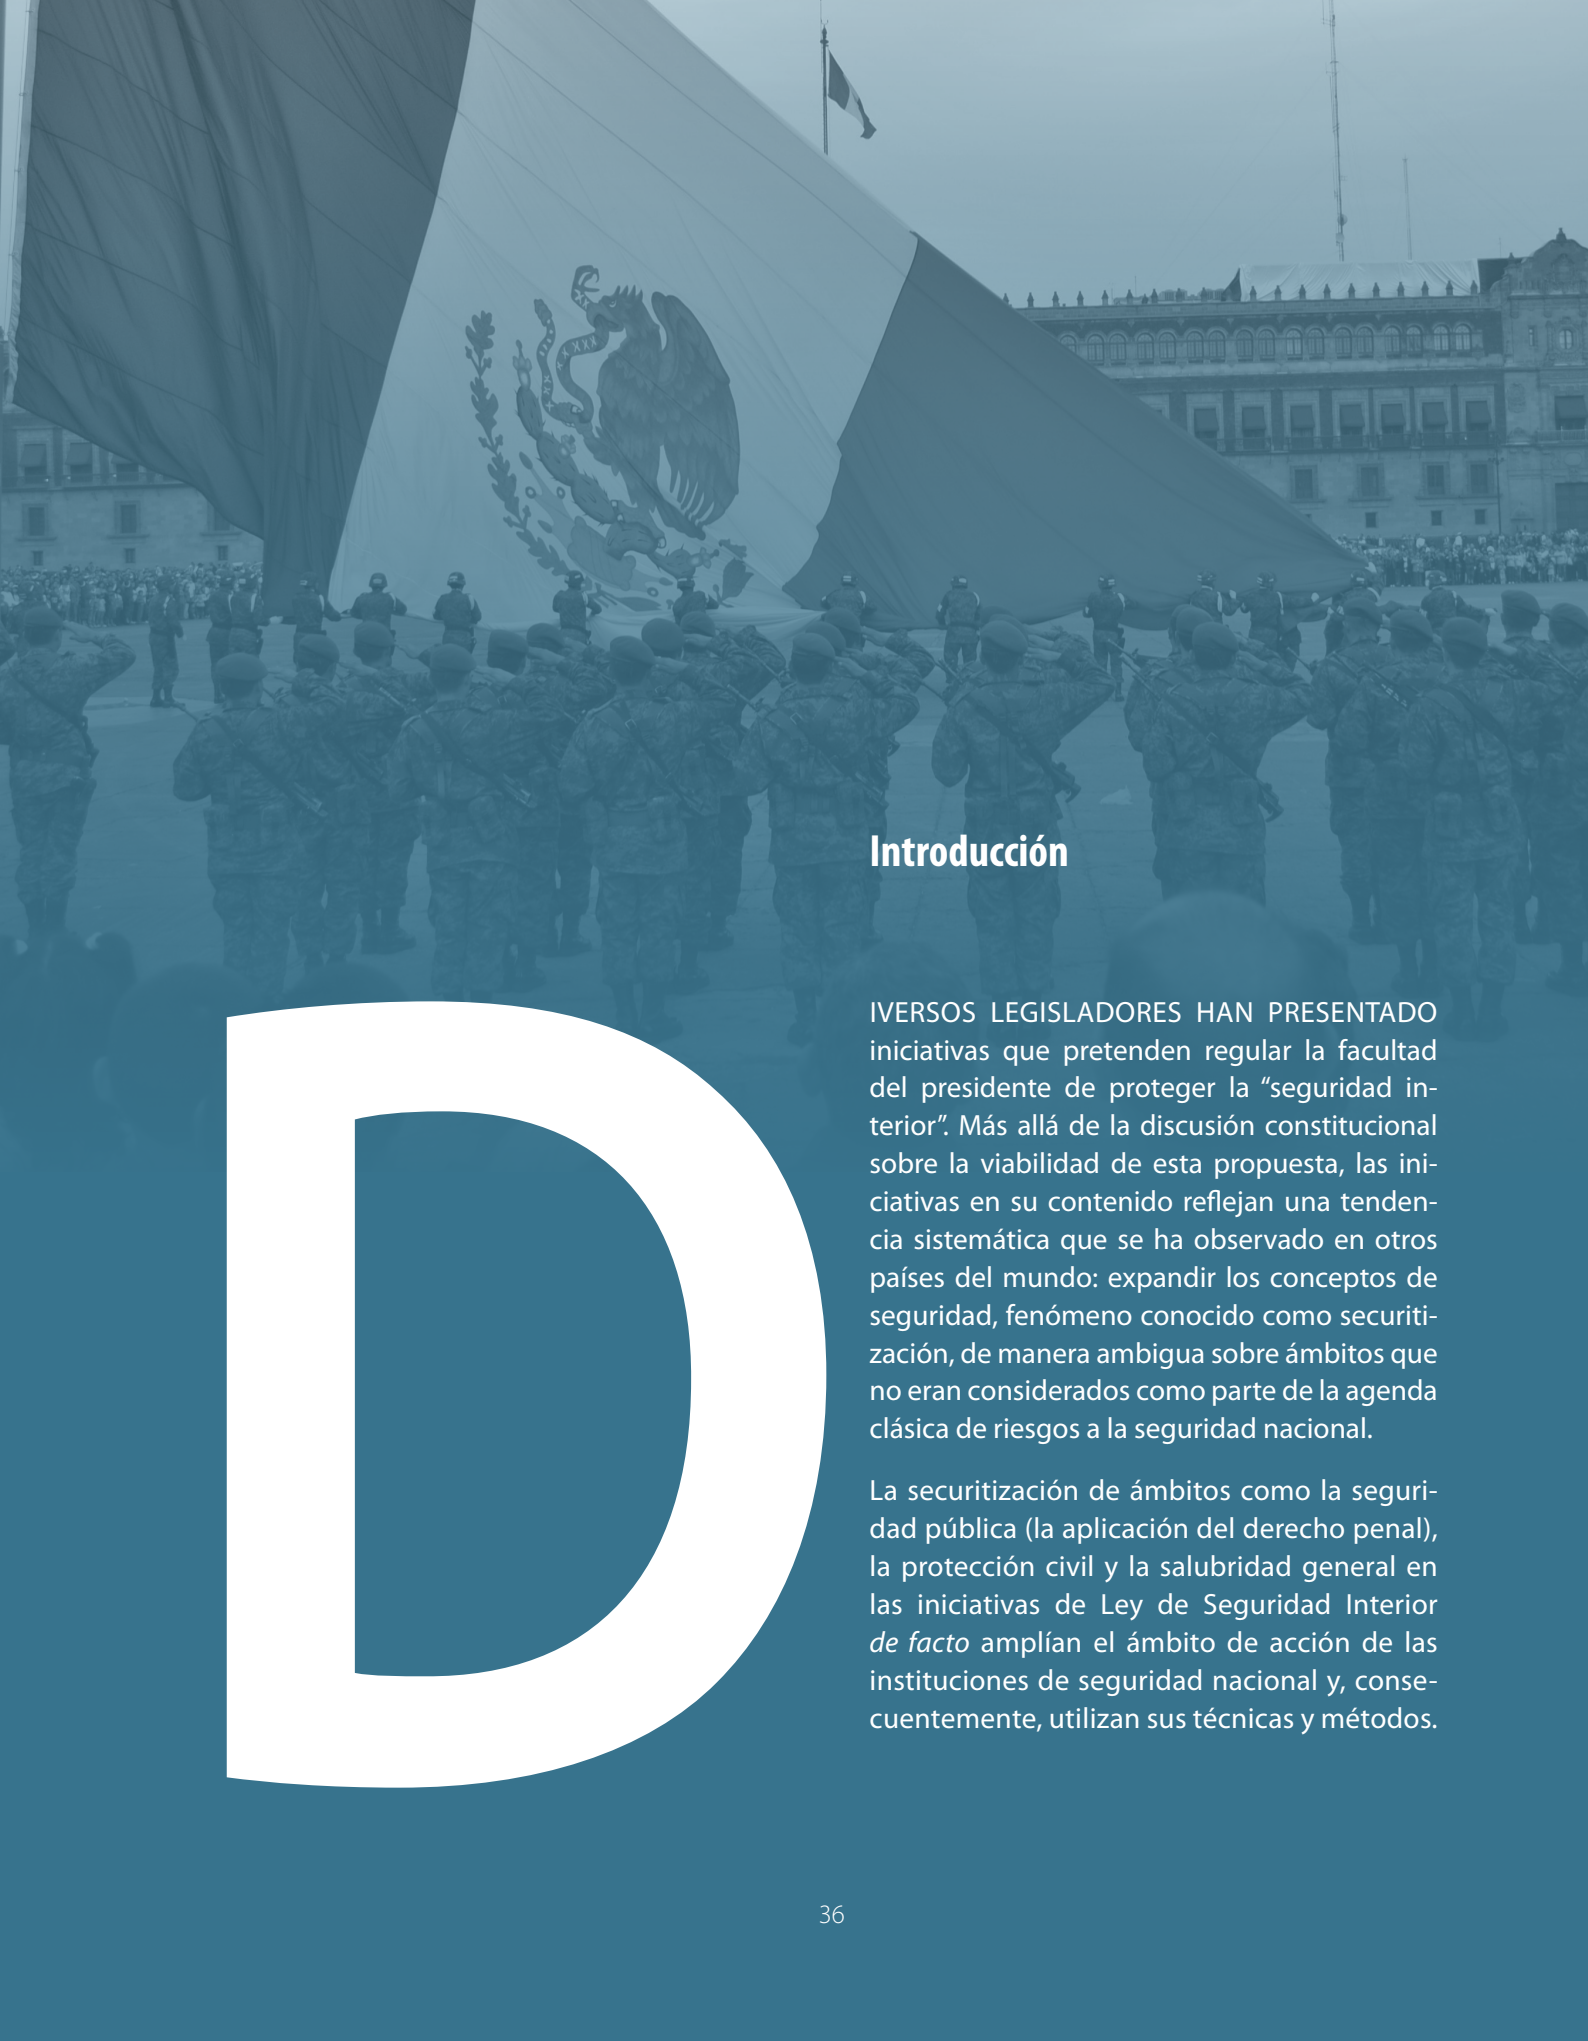 Introducción
DIVERSOS LEGISLADORES HAN PRESENTADO
iniciativas que pretenden regular la facultad
del presidente de proteger la “seguridad in-
terior”. Más allá de la discusión constitucional
sobre la viabilidad de esta propuesta, las ini-
ciativas en su contenido reflejan una tenden-
cia sistemática que se ha observado en otros
países del mundo: expandir los conceptos de
seguridad, fenómeno conocido como securiti-
zación, de manera ambigua sobre ámbitos que
no eran considerados como parte de la agenda
clásica de riesgos a la seguridad nacional.
La securitización de ámbitos como la seguri-
dad pública (la aplicación del derecho penal),
la protección civil y la salubridad general en
las iniciativas de Ley de Seguridad Interior
de facto amplían el ámbito de acción de las
instituciones de seguridad nacional y, conse-
cuentemente, utilizan sus técnicas y métodos.
36